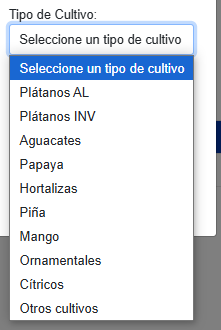 Tipo de Cultivo:
Seleccione un tipo de cultivo
Seleccione un tipo de cultivo
Plátanos AL
Plátanos INV
Aguacates
Papaya
Hortalizas
Piña
Mango
Ornamentales
Cítricos
Otros cultivos